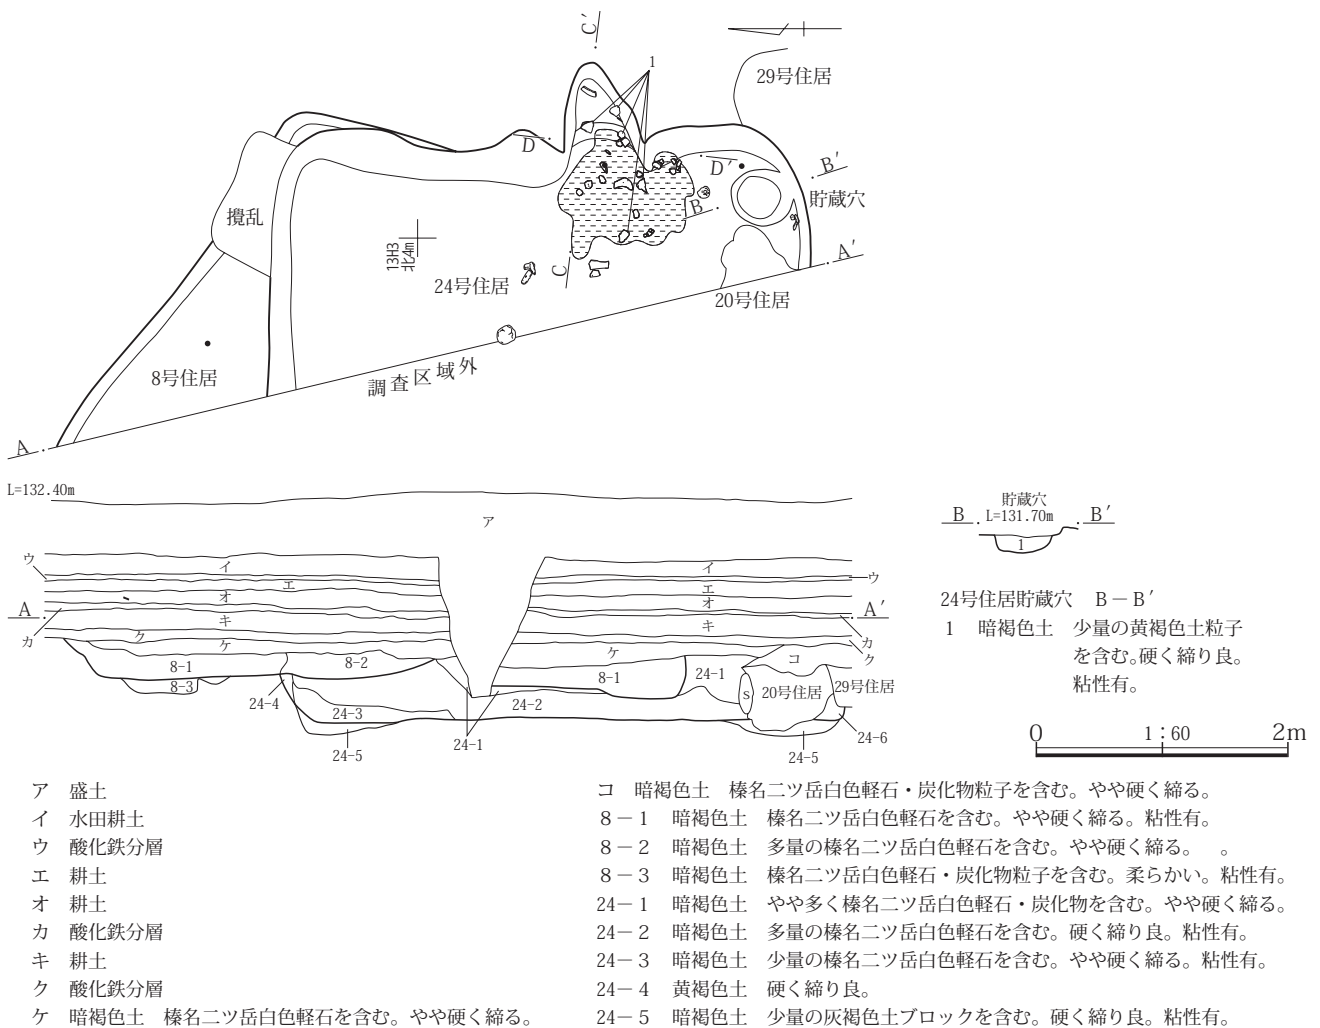 C′
1
29号住居
D
D′
B′
貯蔵穴
攪乱
B
A′
13H3
北4m
C
24号住居
20号住居
8号住居
調査区域外
A
L=132.40m
ア
貯蔵穴
B L=131.70m B′
1
ウ
イ
イ
エ
エ
ウ
オ
オ
A
A′
キ
キ
カ
カ
ク
ケ
ケ
ク
コ
8-1
8-2
8-1
24-1
8-3
S
20号住居
29号住居
24-4
24-3
24-2
24-1
24-6
24-5
24-5
24号住居貯蔵穴 B-B′
1 暗褐色土 少量の黄褐色土粒子
を含む。硬く締り良。
粘性有。
0 1:60 2m
ア 盛土
イ 水田耕土
ウ 酸化鉄分層
エ 耕土
オ 耕土
カ 酸化鉄分層
キ 耕土
ク 酸化鉄分層
ケ 暗褐色土 榛名二ツ岳白色軽石を含む。やや硬く締る。
コ 暗褐色土 榛名二ツ岳白色軽石・炭化物粒子を含む。やや硬く締る。
8-1 暗褐色土 榛名二ツ岳白色軽石を含む。やや硬く締る。粘性有。
8-2 暗褐色土 多量の榛名二ツ岳白色軽石を含む。やや硬く締る。 。
8-3 暗褐色土 榛名二ツ岳白色軽石・炭化物粒子を含む。柔らかい。粘性有。
24-1 暗褐色土 やや多く榛名二ツ岳白色軽石・炭化物を含む。やや硬く締る。
24-2 暗褐色土 多量の榛名二ツ岳白色軽石を含む。硬く締り良。粘性有。
24-3 暗褐色土 少量の榛名二ツ岳白色軽石を含む。やや硬く締る。粘性有。
24-4 黄褐色土 硬く締り良。
24-5 暗褐色土 少量の灰褐色土ブロックを含む。硬く締り良。粘性有。